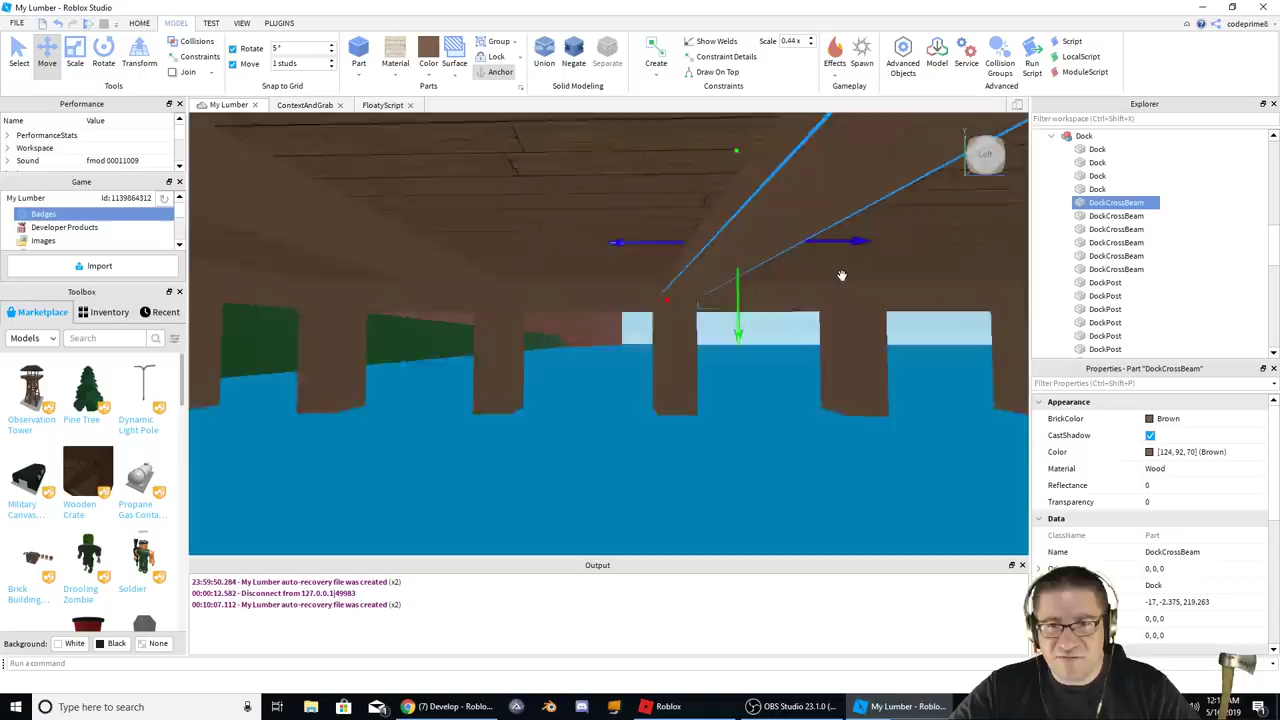 My Lumber - Roblox Studio
FILE HOME MODEL TEST VIEW PLUGINS codeprime8
Select Move Scale Rotate Transform
Collisions
Constraints
Join
Tools
Rotate 5°
Move 1 studs
Snap to Grid
Part Material Color Surface
Group
Lock
Anchor
Parts
Union Negate Separate
Solid Modeling
Create
Show Welds Scale 0.44 x
Constraint Details
Draw On Top
Constraints
Effects Spawn
Gameplay
Advanced Objects Model Service Collision Groups Run Script
Script
LocalScript
ModuleScript
Advanced
Performance
Name Value
PerformanceStats
Workspace
Sound fmod 00011009
Game
My Lumber Id: 1139864312
Badges
Developer Products
Images
Import
Toolbox
Marketplace Inventory Recent
Models Search
Observation Tower
Pine Tree
Dynamic Light Pole
Military Canvas...
Wooden Crate
Propane Gas Conta...
Brick Building,...
Drooling Zombie
Soldier
Background: White Black None
Run a command
My Lumber ContextAndGrab FloatyScript
Left
Output
23:59:50.284 - My Lumber auto-recovery file was created (x2)
00:00:12.582 - Disconnect from 127.0.0.1|49983
00:10:07.112 - My Lumber auto-recovery file was created (x2)
Explorer
Filter workspace (Ctrl+Shift+X)
Dock
Dock
Dock
Dock
Dock
DockCrossBeam
DockCrossBeam
DockCrossBeam
DockCrossBeam
DockCrossBeam
DockCrossBeam
DockPost
DockPost
DockPost
DockPost
DockPost
DockPost
Properties - Part "DockCrossBeam"
Filter Properties (Ctrl+Shift+P)
Appearance
BrickColor Brown
CastShadow
Color [124, 92, 70] (Brown)
Material Wood
Reflectance 0
Transparency 0
Data
ClassName Part
Name DockCrossBeam
0, 0, 0
Dock
-17, -2.375, 219.263
0, 0, 0
0, 0, 0
Type here to search
(7) Develop - Roblo...
Roblox
OBS Studio 23.1.0 (...
My Lumber - Roblo...